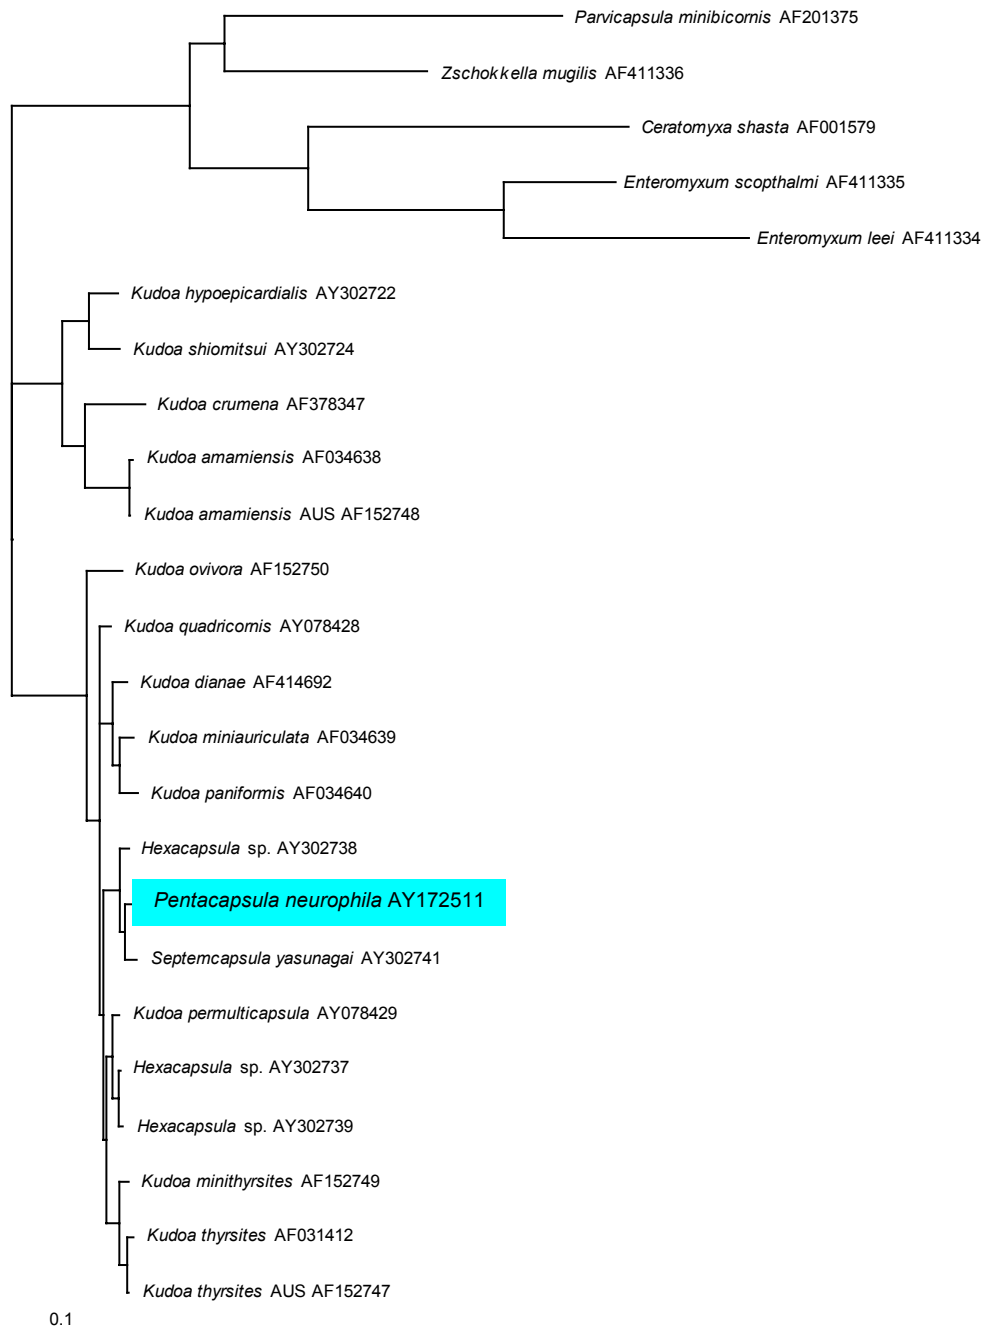 Parvicapsula minibicornis AF201375
Zschokkella mugilis AF411336
Ceratomyxa shasta AF001579
Enteromyxum scopthalmi AF411335
Enteromyxum leei AF411334
Kudoa hypoepicardialis AY302722
Kudoa shiomitsui AY302724
Kudoa crumena AF378347
Kudoa amamiensis AF034638
Kudoa amamiensis AUS AF152748
Kudoa ovivora AF152750
Kudoa quadricornis AY078428
Kudoa dianae AF414692
Kudoa miniauriculata AF034639
Kudoa paniformis AF034640
Hexacapsula sp. AY302738
Pentacapsula neurophila AY172511
Septemcapsula yasunagai AY302741
Kudoa permulticapsula AY078429
Hexacapsula sp. AY302737
Hexacapsula sp. AY302739
Kudoa minithyrsites AF152749
Kudoa thyrsites AF031412
Kudoa thyrsites AUS AF152747
0.1